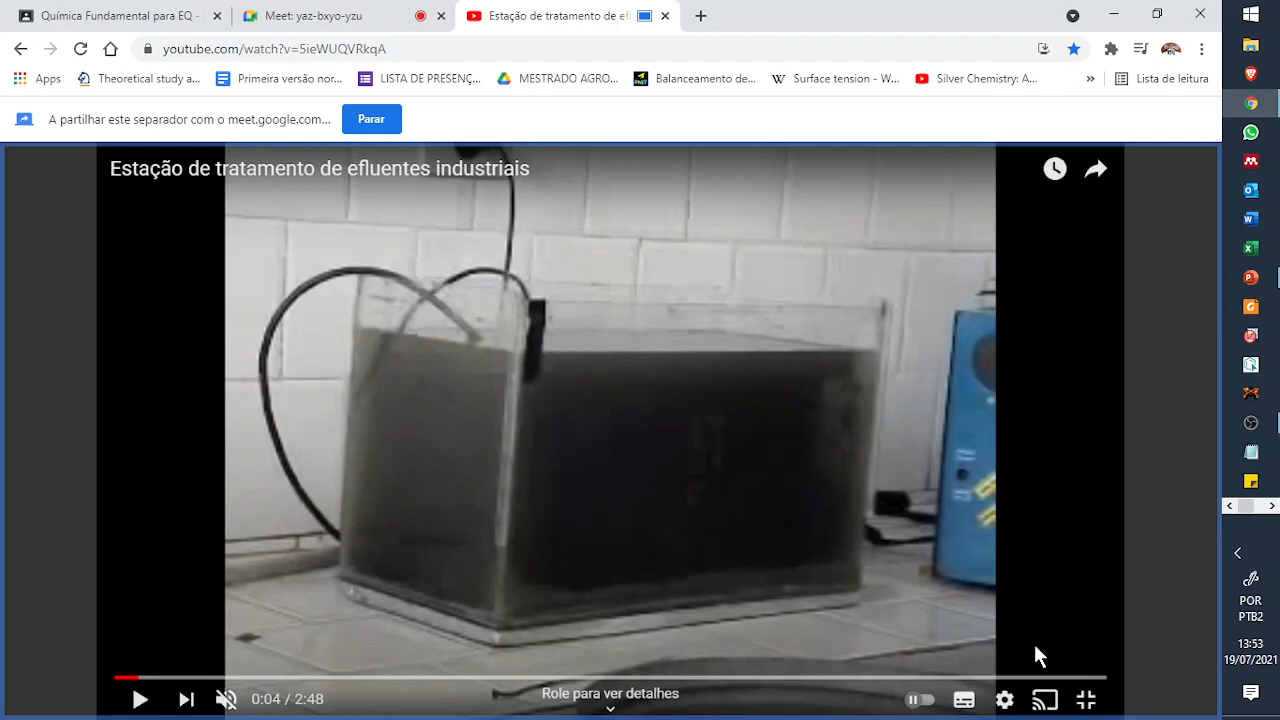 Química Fundamental para EQ -
Meet: yaz-bxyo-yzu
Estação de tratamento de ef
youtube.com/watch?v=5ieWUQVRkqA
Apps
Theoretical study a...
Primeira versão nor...
LISTA DE PRESENÇ...
MESTRADO AGRO...
Balanceamento de...
Surface tension - W...
Silver Chemistry: A...
»
Lista de leitura
A partilhar este separador com o meet.google.com...
Parar
Estação de tratamento de efluentes industriais
0:04 / 2:48
Role para ver detalhes
POR
PTB2
13:53
19/07/2021